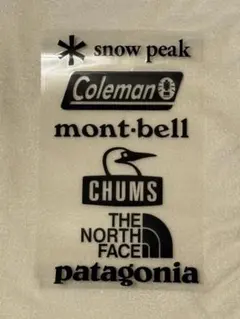 snow peak
Coleman
mont·bell
CHUMS
THE
NORTH
FACE
patagonia